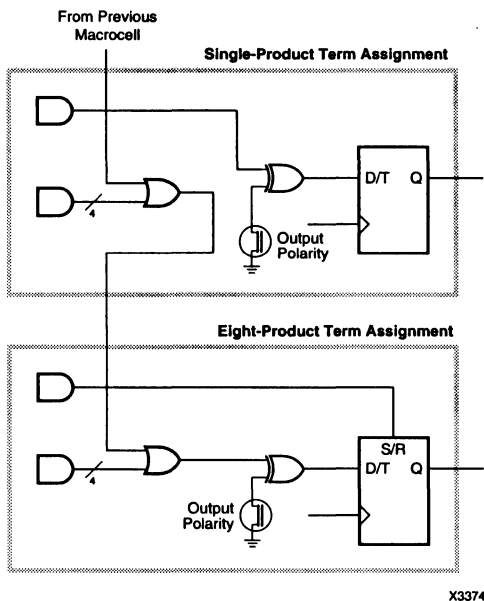 From Previous
Macrocell
Single-Product Term Assignment
D/T Q
4
Output
Polarity
Eight-Product Term Assignment
S/R
D/T Q
4
Output
Polarity
X3374